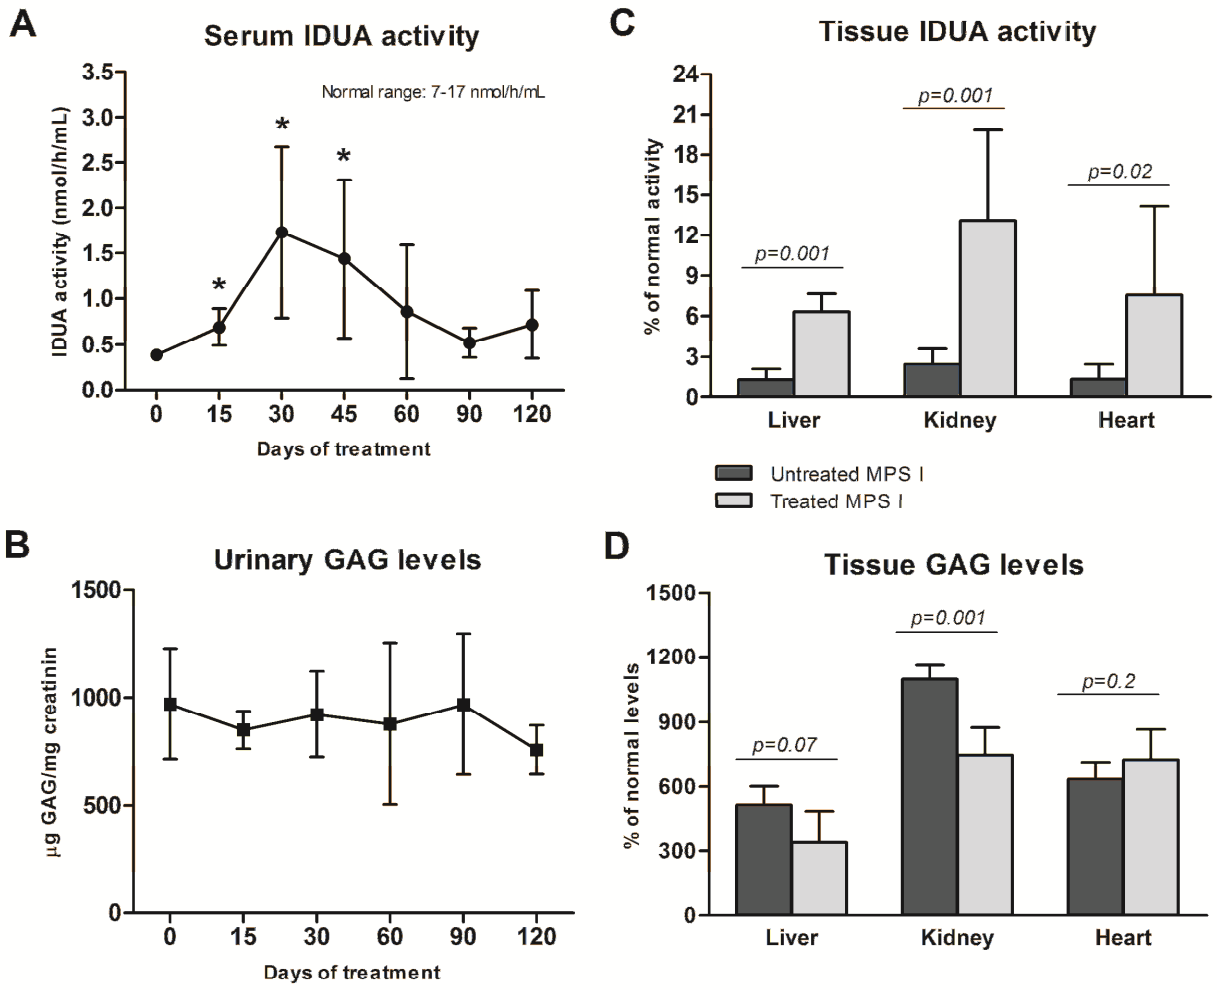 A
Serum IDUA activity
Normal range: 7-17 nmol/h/mL
IDUA activity (nmol/h/mL)
3.5
3.0
2.5
2.0
1.5
1.0
0.5
0.0
*
*
*
0 15 30 45 60 90 120
Days of treatment
C
Tissue IDUA activity
% of normal activity
24
21
18
15
12
9
6
3
0
p=0.001
p=0.001
p=0.02
Liver Kidney Heart
Untreated MPS I
Treated MPS I
B
Urinary GAG levels
µg GAG/mg creatinin
1500
1000
500
0
0 15 30 60 90 120
Days of treatment
D
Tissue GAG levels
% of normal levels
1500
1200
900
600
300
0
p=0.07
p=0.001
p=0.2
Liver Kidney Heart